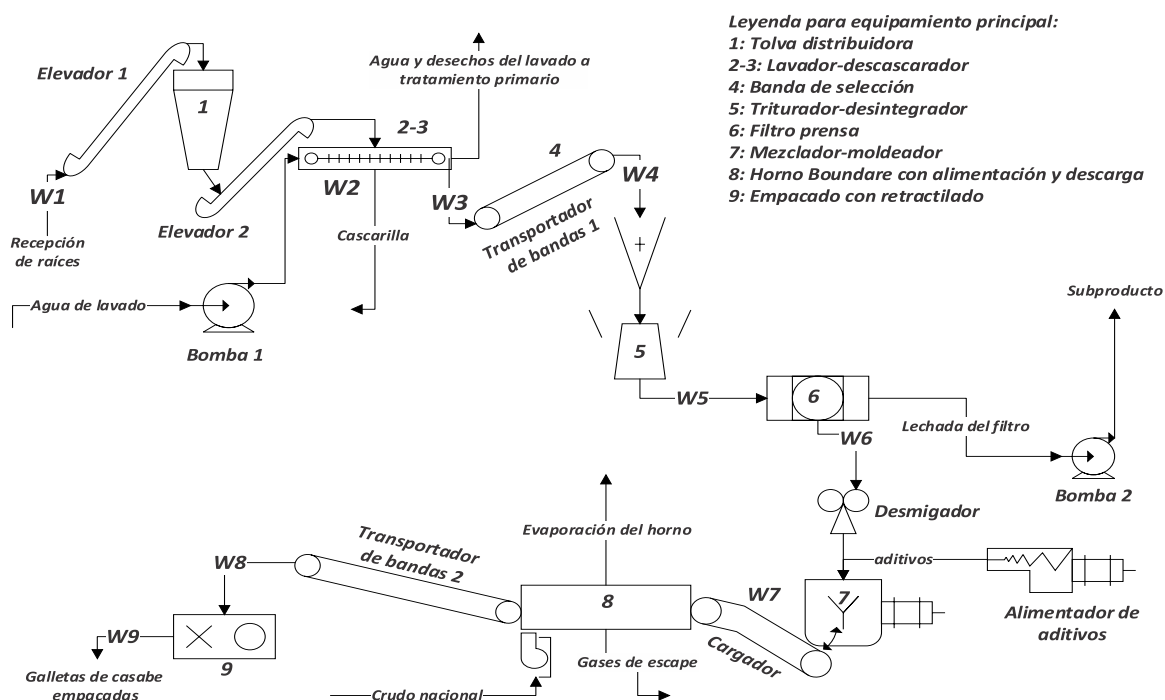 Leyenda para equipamiento principal:
1: Tolva distribuidora
2-3: Lavador-descascarador
4: Banda de selección
5: Triturador-desintegrador
6: Filtro prensa
7: Mezclador-moldeador
8: Horno Boundare con alimentación y descarga
9: Empacado con retractilado
Elevador 1
1
Agua y desechos del lavado a
tratamiento primario
2-3
4
W1
W2
W3
W4
Recepción
de raíces
Elevador 2
Cascarilla
Transportador
de bandas 1
Agua de lavado
Bomba 1
5
Subproducto
W5
6
W6
Lechada del filtro
Bomba 2
Desmigador
Evaporación del horno
Transportador
de bandas 2
aditivos
W8
8
W7
7
Alimentador de
aditivos
W9
9
Cargador
Galletas de casabe
empacadas
Gases de escape
Crudo nacional